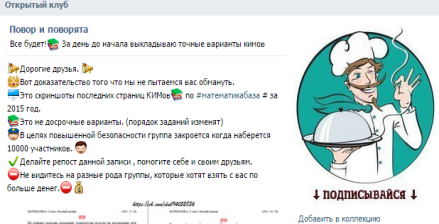 Открытый клуб
Повор и поворята
Все будет! За день до начала выкладываю точные варианты кимов
Дорогие друзья.
Вот доказательство того что мы не пытаемся вас обмануть.
Это скриншоты последних страниц КИМов по #математикабаза # за
2015 год.
Это не досрочные варианты. (порядок заданий изменят)
В целях повышенной безопасности группа закроется когда наберется
10000 участников.
Делайте репост данной записи , помогите себе и своим друзьям.
Не видитесь на разные рода группы, которые хотят взять с вас по
больше денег.
ПОДПИСЫВАЙСЯ
Добавить в коллекцию